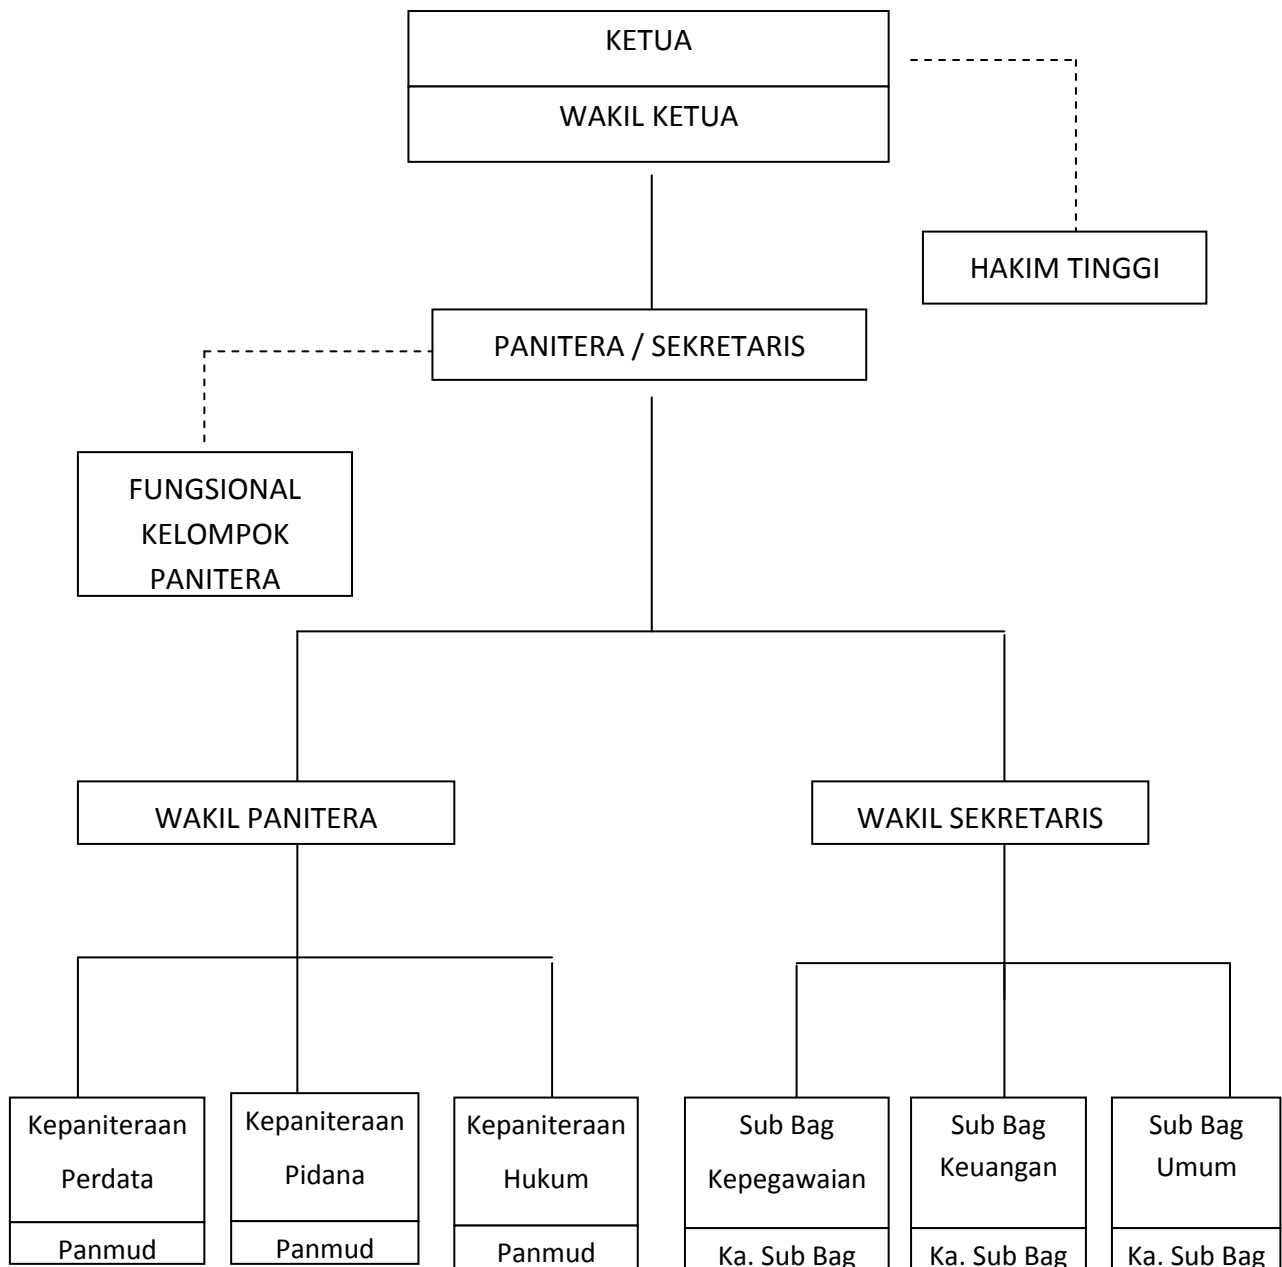 KETUA
WAKIL KETUA
HAKIM TINGGI
PANITERA / SEKRETARIS
FUNGSIONAL
KELOMPOK
PANITERA
WAKIL PANITERA
WAKIL SEKRETARIS
Kepaniteraan
Perdata
Panmud
Kepaniteraan
Pidana
Panmud
Kepaniteraan
Hukum
Panmud
Sub Bag
Kepegawaian
Ka. Sub Bag
Sub Bag
Keuangan
Ka. Sub Bag
Sub Bag
Umum
Ka. Sub Bag